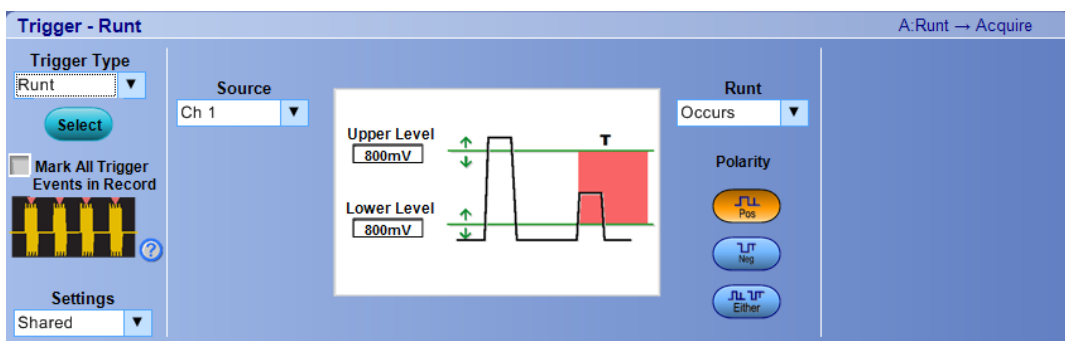 Trigger - Runt
A:Runt → Acquire
Trigger Type
Runt
Select
Mark All Trigger
Events in Record
Settings
Shared
Source
Ch 1
Upper Level
800mV
Lower Level
800mV
T
Runt
Occurs
Polarity
Pos
Neg
Either